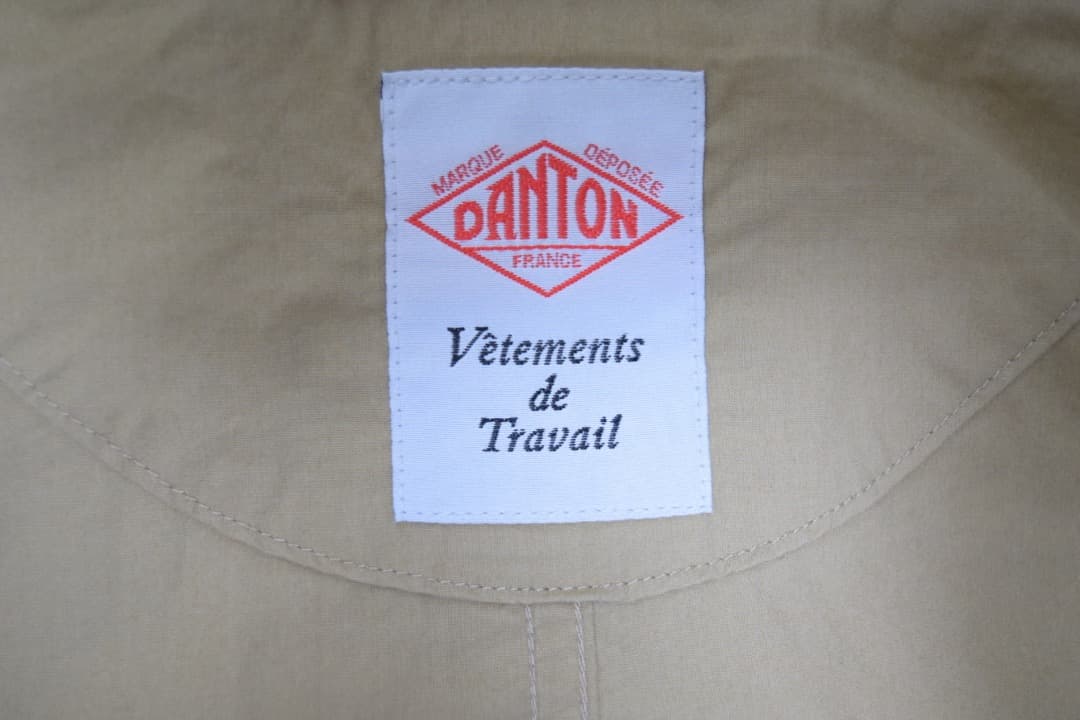 MARQUE DÉPOSÉE
DANTON
FRANCE
Vêtements
de
Travail